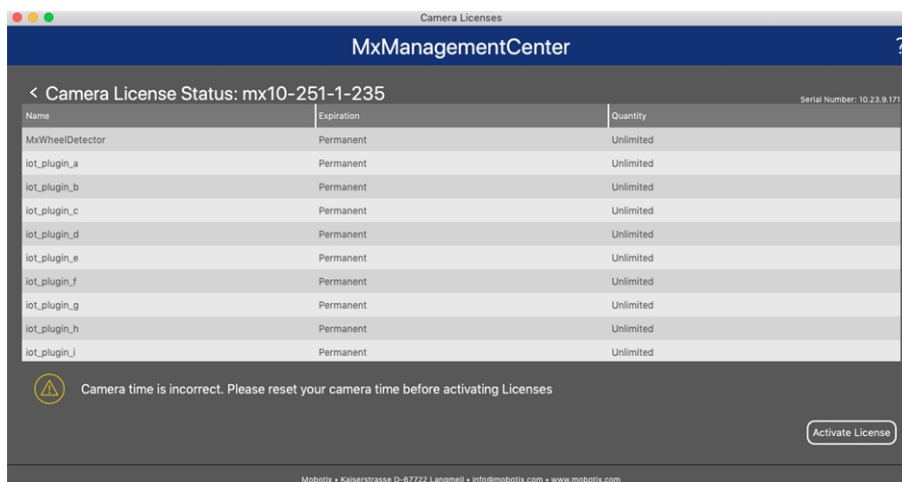 Camera Licenses
MxManagementCenter
?
< Camera License Status: mx10-251-1-235
Serial Number: 10.23.9.171
Name Expiration Quantity
MxWheelDetector Permanent Unlimited
iot_plugin_a Permanent Unlimited
iot_plugin_b Permanent Unlimited
iot_plugin_c Permanent Unlimited
iot_plugin_d Permanent Unlimited
iot_plugin_e Permanent Unlimited
iot_plugin_f Permanent Unlimited
iot_plugin_g Permanent Unlimited
iot_plugin_h Permanent Unlimited
iot_plugin_i Permanent Unlimited
Camera time is incorrect. Please reset your camera time before activating Licenses
Activate License
Mobotix • Kaiserstrasse D-67722 Langmeil • info@mobotix.com • www.mobotix.com